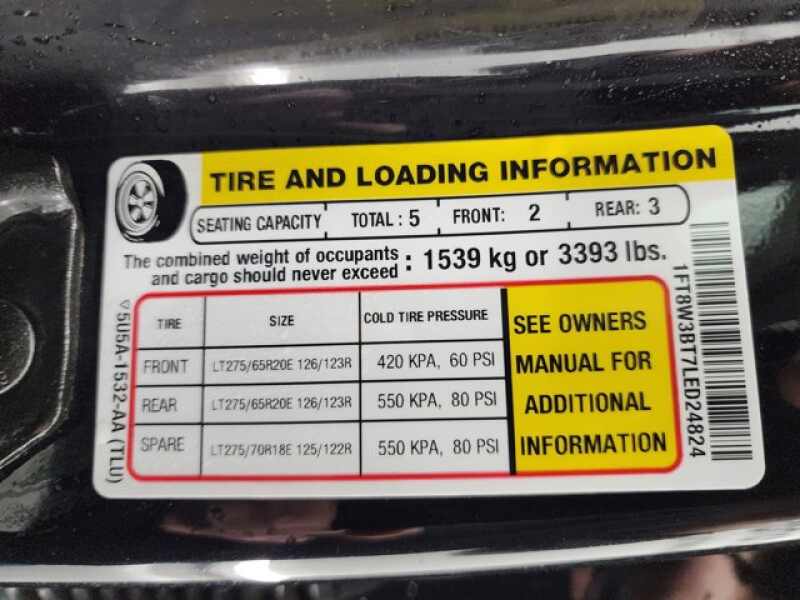 TIRE AND LOADING INFORMATION
SEATING CAPACITY TOTAL : 5 FRONT: 2 REAR: 3
The combined weight of occupants
and cargo should never exceed : 1539 kg or 3393 lbs.
TIRE SIZE COLD TIRE PRESSURE
FRONT LT275/65R20E 126/123R 420 KPA, 60 PSI
REAR LT275/65R20E 126/123R 550 KPA, 80 PSI
SPARE LT275/70R18E 125/122R 550 KPA, 80 PSI
SEE OWNERS
MANUAL FOR
ADDITIONAL
INFORMATION
5U5A-1532-AA (TLU)
1FT8W3BT7LED24824